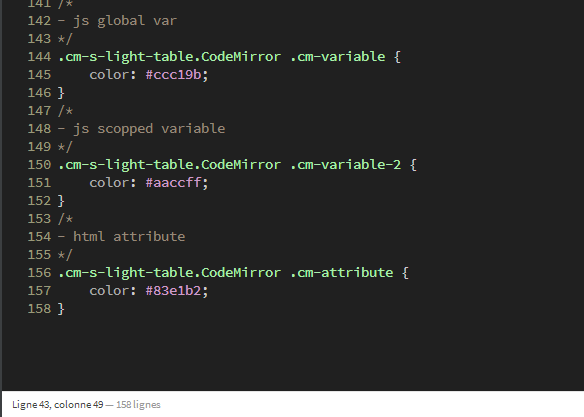 141 /*
142 - js global var
143 */
144 .cm-s-light-table.CodeMirror .cm-variable {
145     color: #ccc19b;
146 }
147 /*
148 - js scopped variable
149 */
150 .cm-s-light-table.CodeMirror .cm-variable-2 {
151     color: #aaccff;
152 }
153 /*
154 - html attribute
155 */
156 .cm-s-light-table.CodeMirror .cm-attribute {
157     color: #83e1b2;
158 }
Ligne 43, colonne 49 — 158 lignes